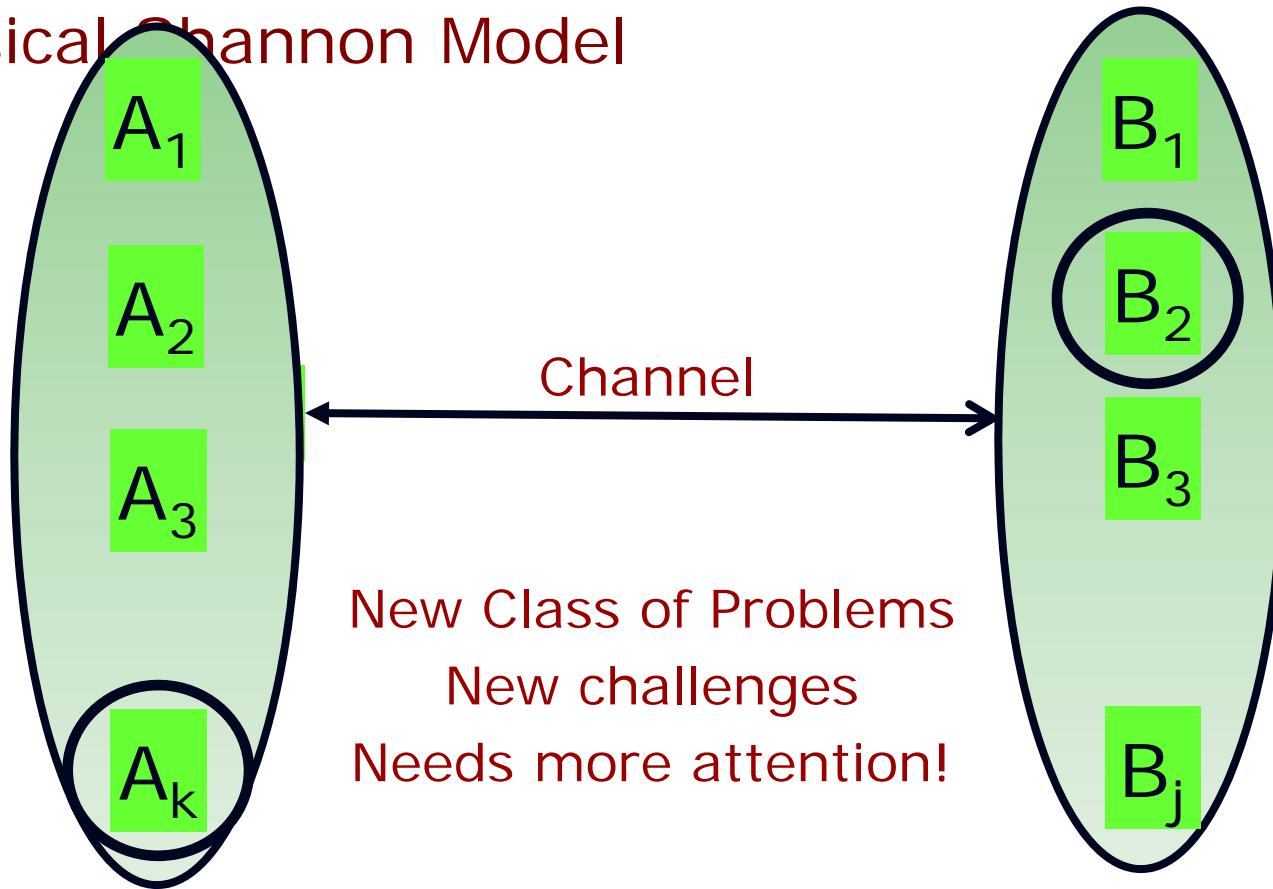 sical Shannon Model
A₁
A₂
A₃
Aₖ
Channel
New Class of Problems
New challenges
Needs more attention!
B₁
B₂
B₃
Bⱼ